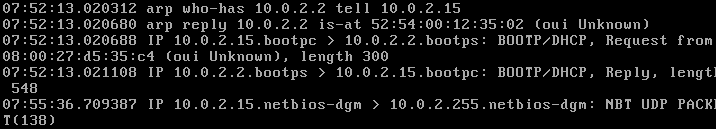 07:52:13.020312 arp who-has 10.0.2.2 tell 10.0.2.15
07:52:13.020680 arp reply 10.0.2.2 is-at 52:54:00:12:35:02 (oui Unknown)
07:52:13.020688 IP 10.0.2.15.bootpc > 10.0.2.2.bootps: BOOTP/DHCP, Request from
08:00:27:d5:35:c4 (oui Unknown), length 300
07:52:13.021108 IP 10.0.2.2.bootps > 10.0.2.15.bootpc: BOOTP/DHCP, Reply, length
548
07:55:36.709387 IP 10.0.2.15.netbios-dgm > 10.0.2.255.netbios-dgm: NBT UDP PACKE
T(138)